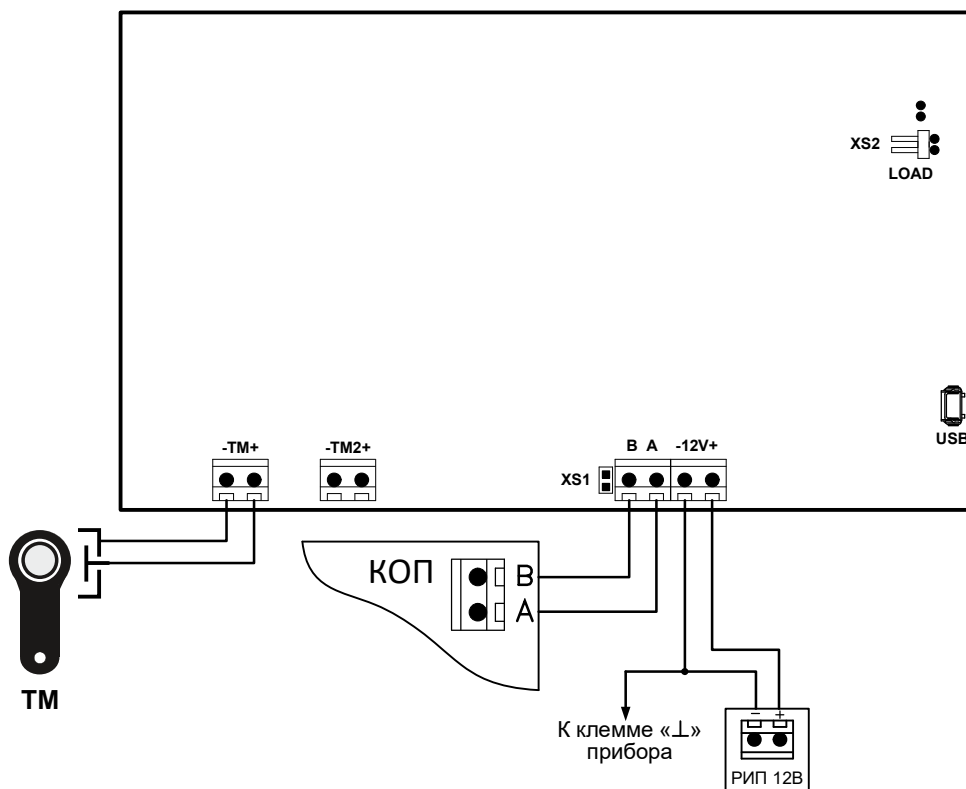 XS2
LOAD
USB
-TM+
-TM2+
XS1
B A
-12V+
КОП
B
A
TM
К клемме «⊥»
прибора
− +
РИП 12В